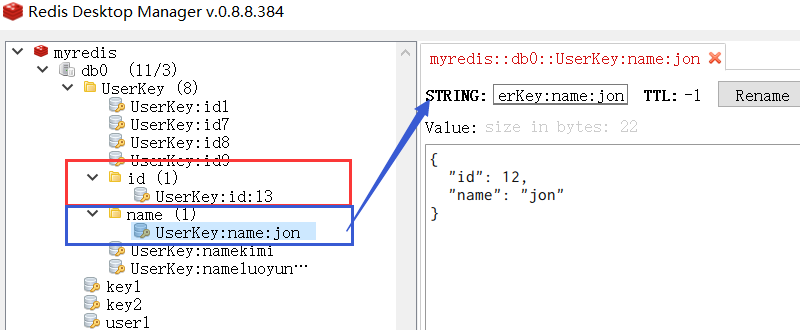 Redis Desktop Manager v.0.8.8.384
myredis
db0 (11/3)
UserKey (8)
UserKey:id1
UserKey:id7
UserKey:id8
UserKey:id9
id (1)
UserKey:id:13
name (1)
UserKey:name:jon
UserKey:namekimi
UserKey:nameluoyun…
key1
key2
user1
myredis::db0::UserKey:name:jon
STRING: erKey:name:jon TTL: -1 Rename
Value: size in bytes: 22
{
"id": 12,
"name": "jon"
}